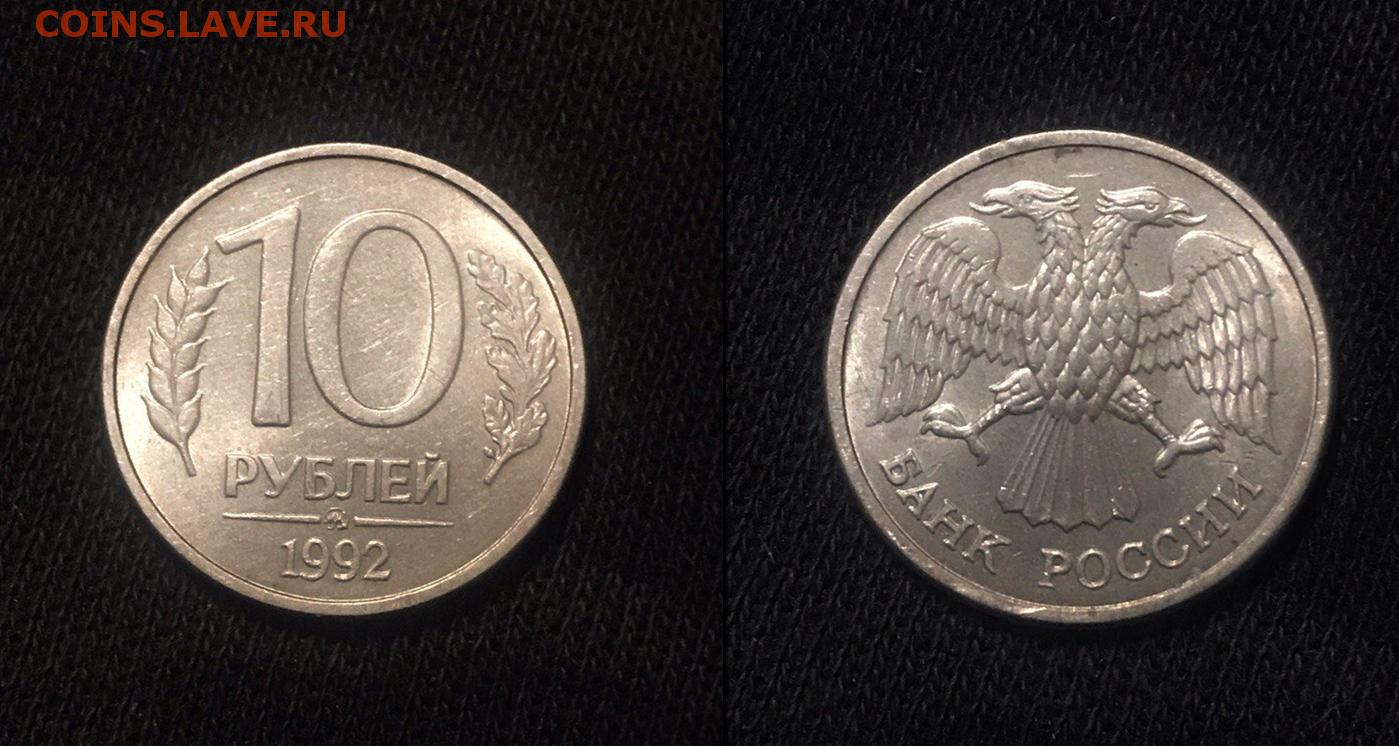 COINS.LAVE.RU
10
РУБЛЕЙ
1992
БАНК РОССИИ